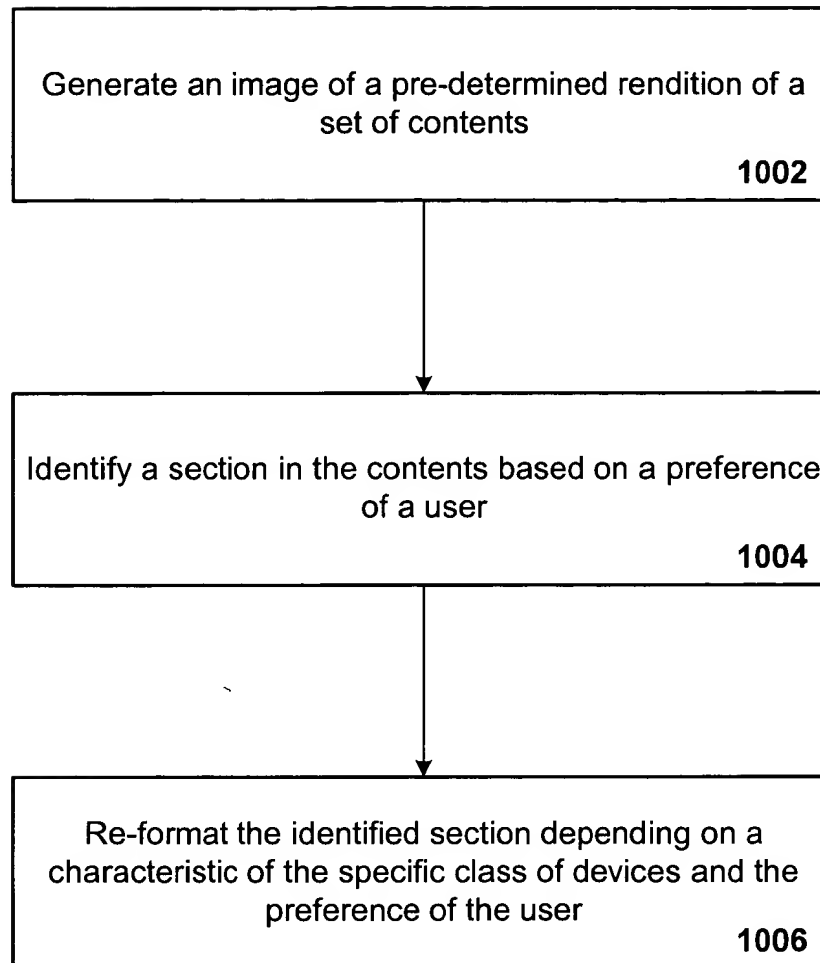 Generate an image of a pre-determined rendition of a
set of contents
1002
Identify a section in the contents based on a preference
of a user
1004
Re-format the identified section depending on a
characteristic of the specific class of devices and the
preference of the user
1006